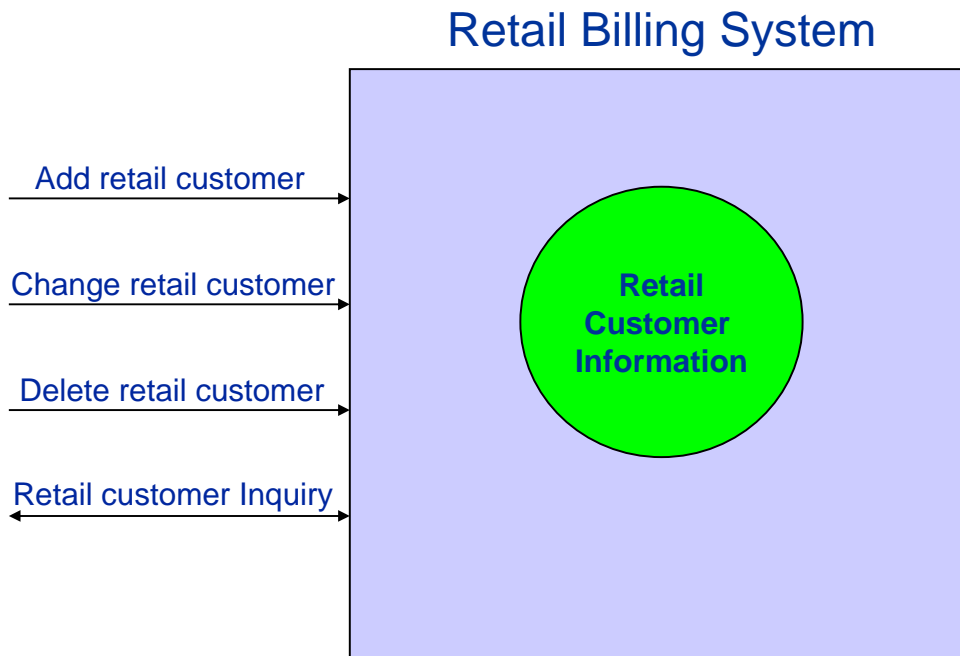 Retail Billing System
Add retail customer
Change retail customer
Delete retail customer
Retail customer Inquiry
Retail
Customer
Information